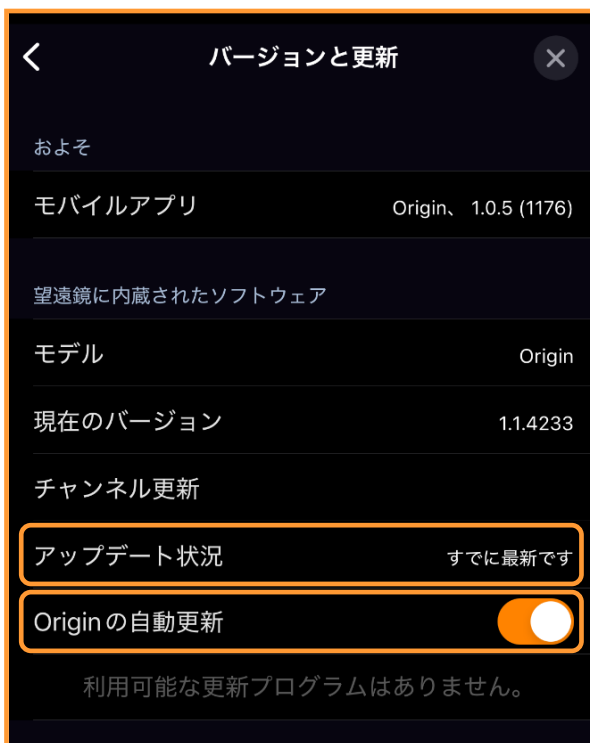 バージョンと更新
およそ
モバイルアプリ Origin、 1.0.5 (1176)
望遠鏡に内蔵されたソフトウェア
モデル Origin
現在のバージョン 1.1.4233
チャンネル更新
アップデート状況 すでに最新です
Originの自動更新
利用可能な更新プログラムはありません。